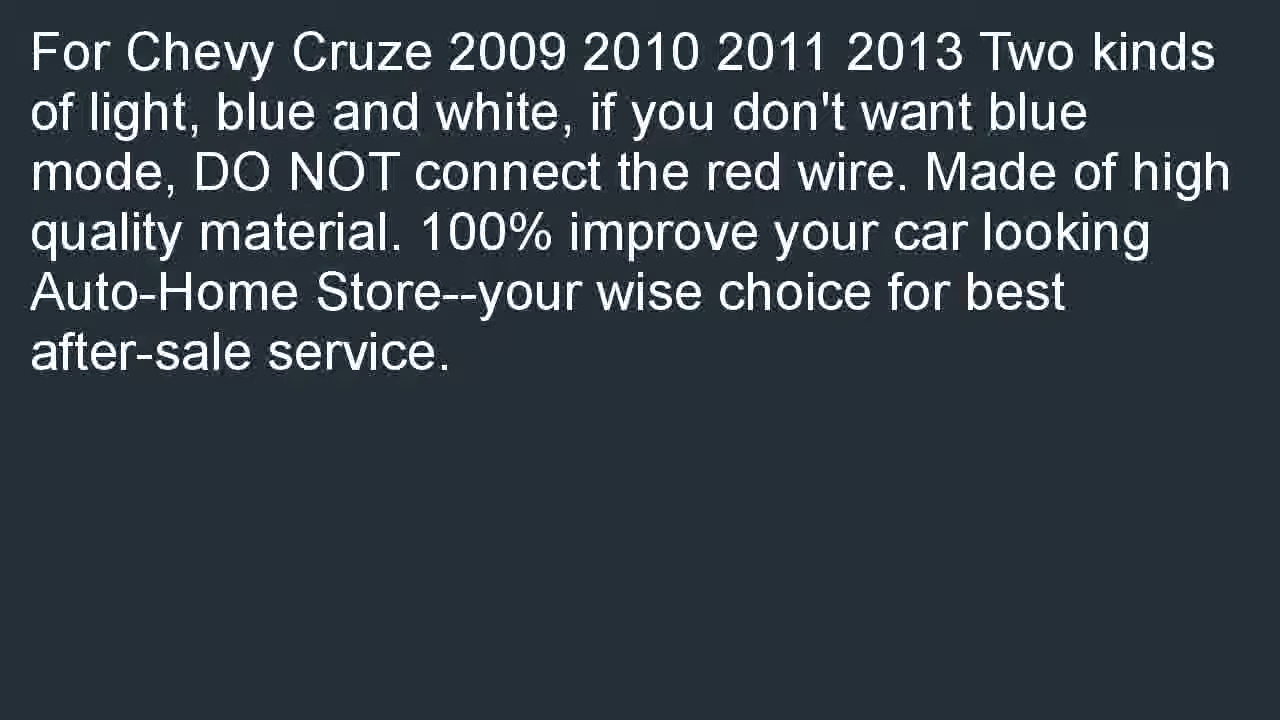 For Chevy Cruze 2009 2010 2011 2013 Two kinds
of light, blue and white, if you don't want blue
mode, DO NOT connect the red wire. Made of high
quality material. 100% improve your car looking
Auto-Home Store--your wise choice for best
after-sale service.